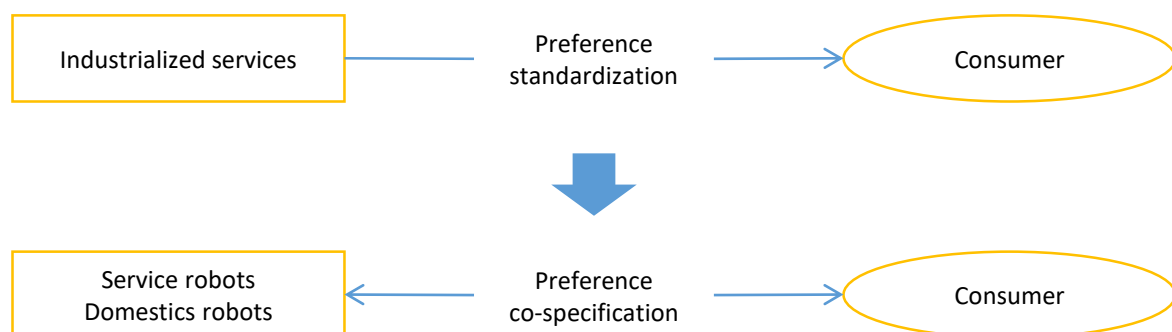 Industrialized services
Preference
standardization
Consumer
Service robots
Domestics robots
Preference
co-specification
Consumer